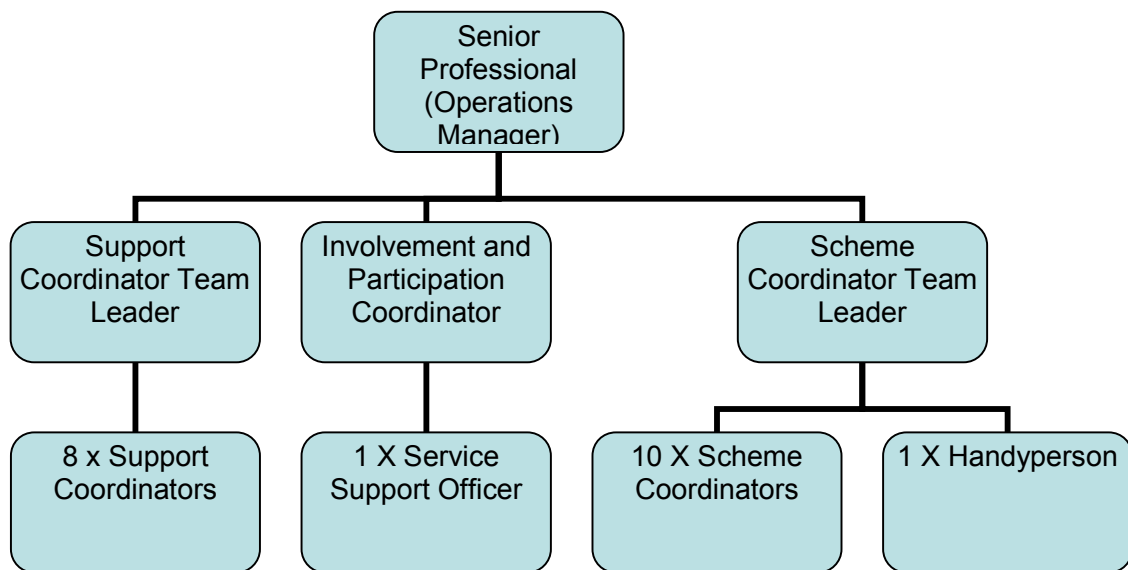 Senior
Professional
(Operations
Manager)
Support
Coordinator Team
Leader
Involvement and
Participation
Coordinator
Scheme
Coordinator Team
Leader
8 x Support
Coordinators
1 X Service
Support Officer
10 X Scheme
Coordinators
1 X Handyperson